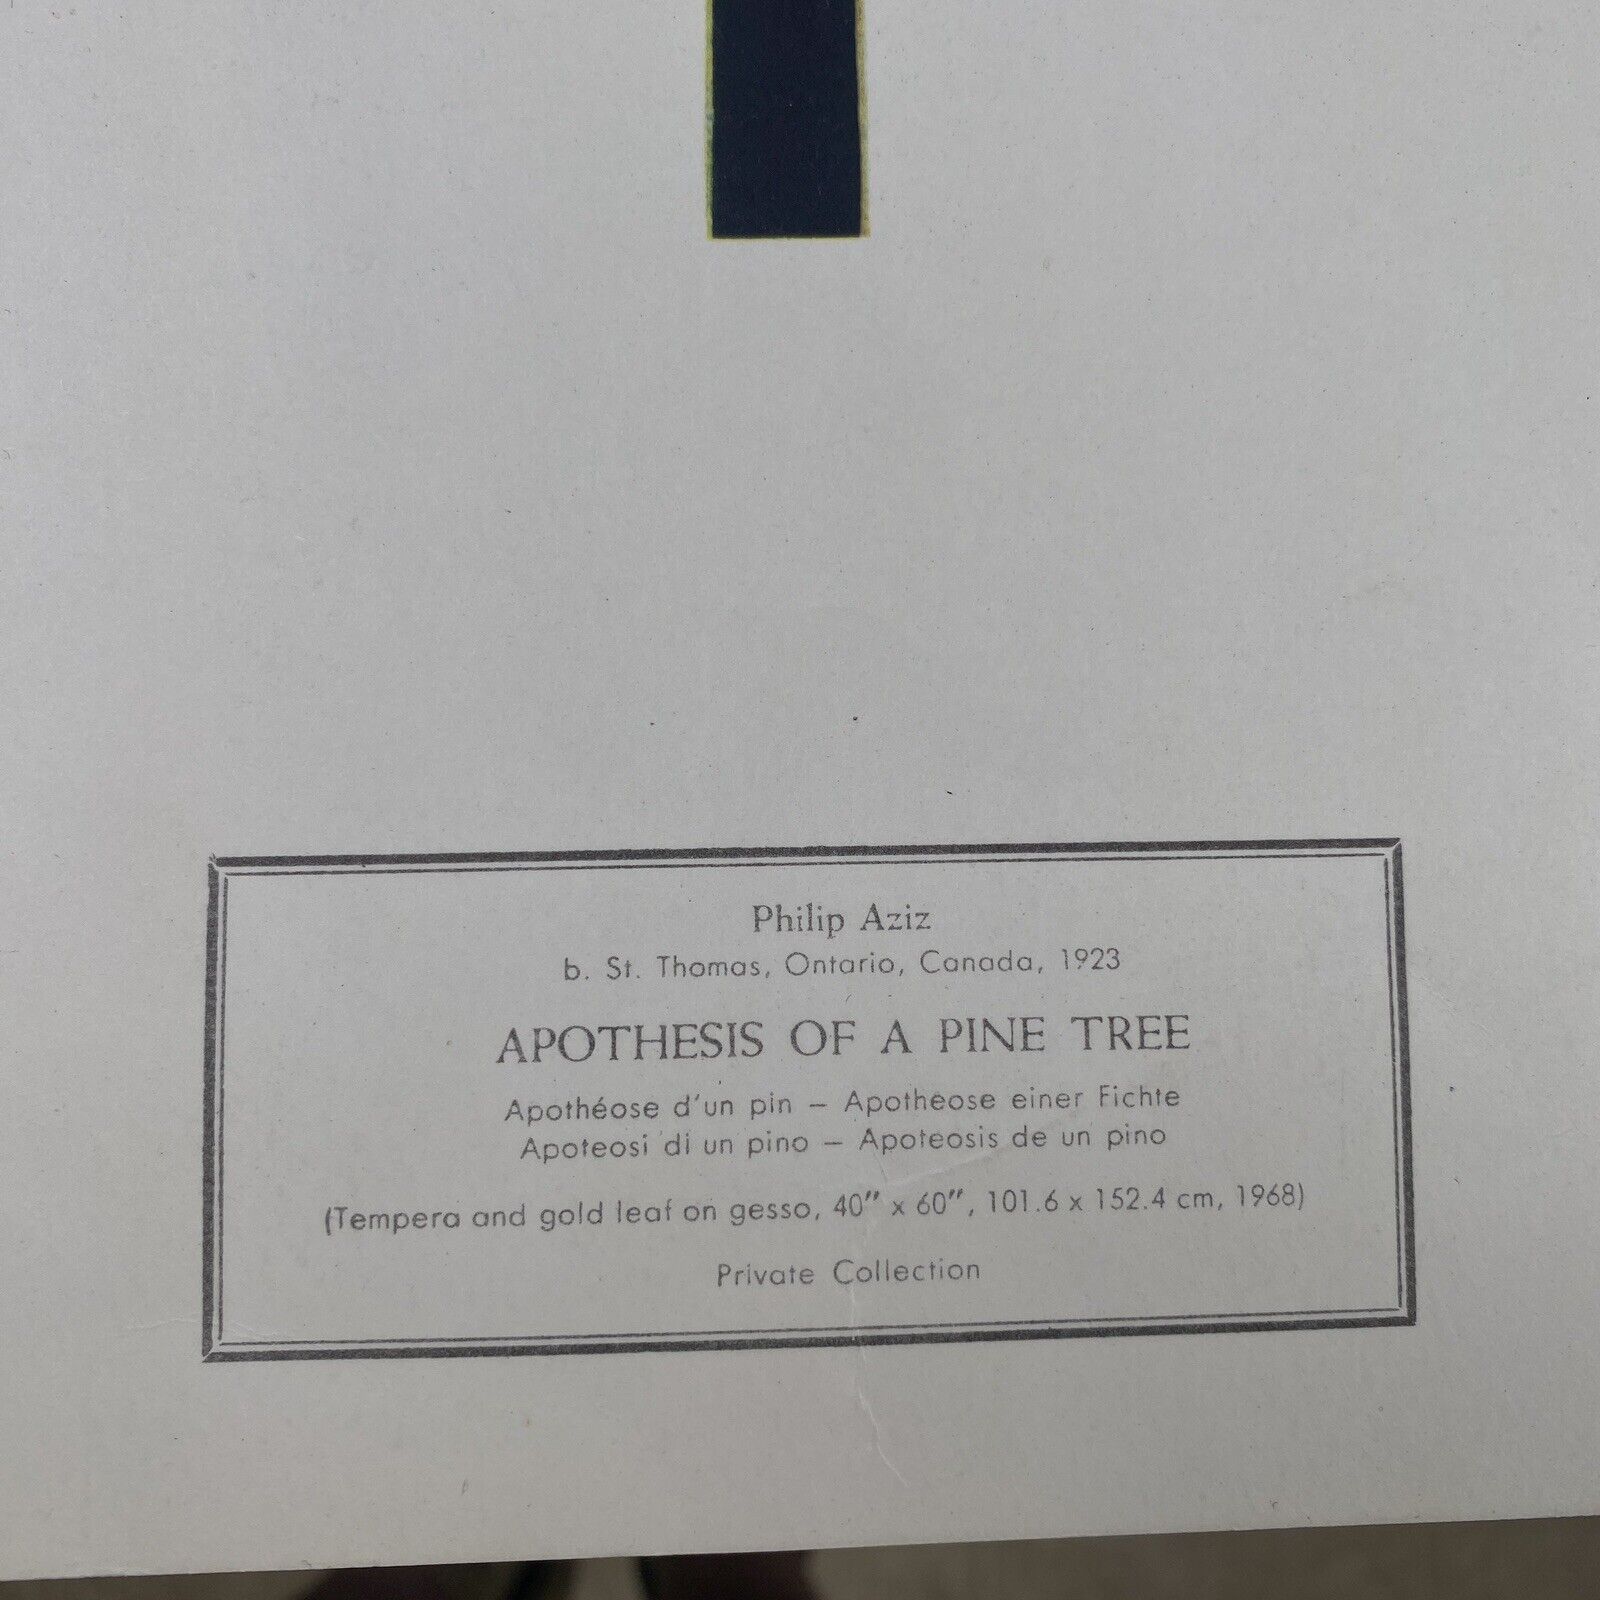 Philip Aziz
b. St. Thomas, Ontario, Canada, 1923
APOTHESIS OF A PINE TREE
Apothéose d'un pin – Apotheose einer Fichte
Apoteosi di un pino – Apoteosis de un pino
(Tempera and gold leaf on gesso, 40" x 60", 101.6 x 152.4 cm, 1968)
Private Collection